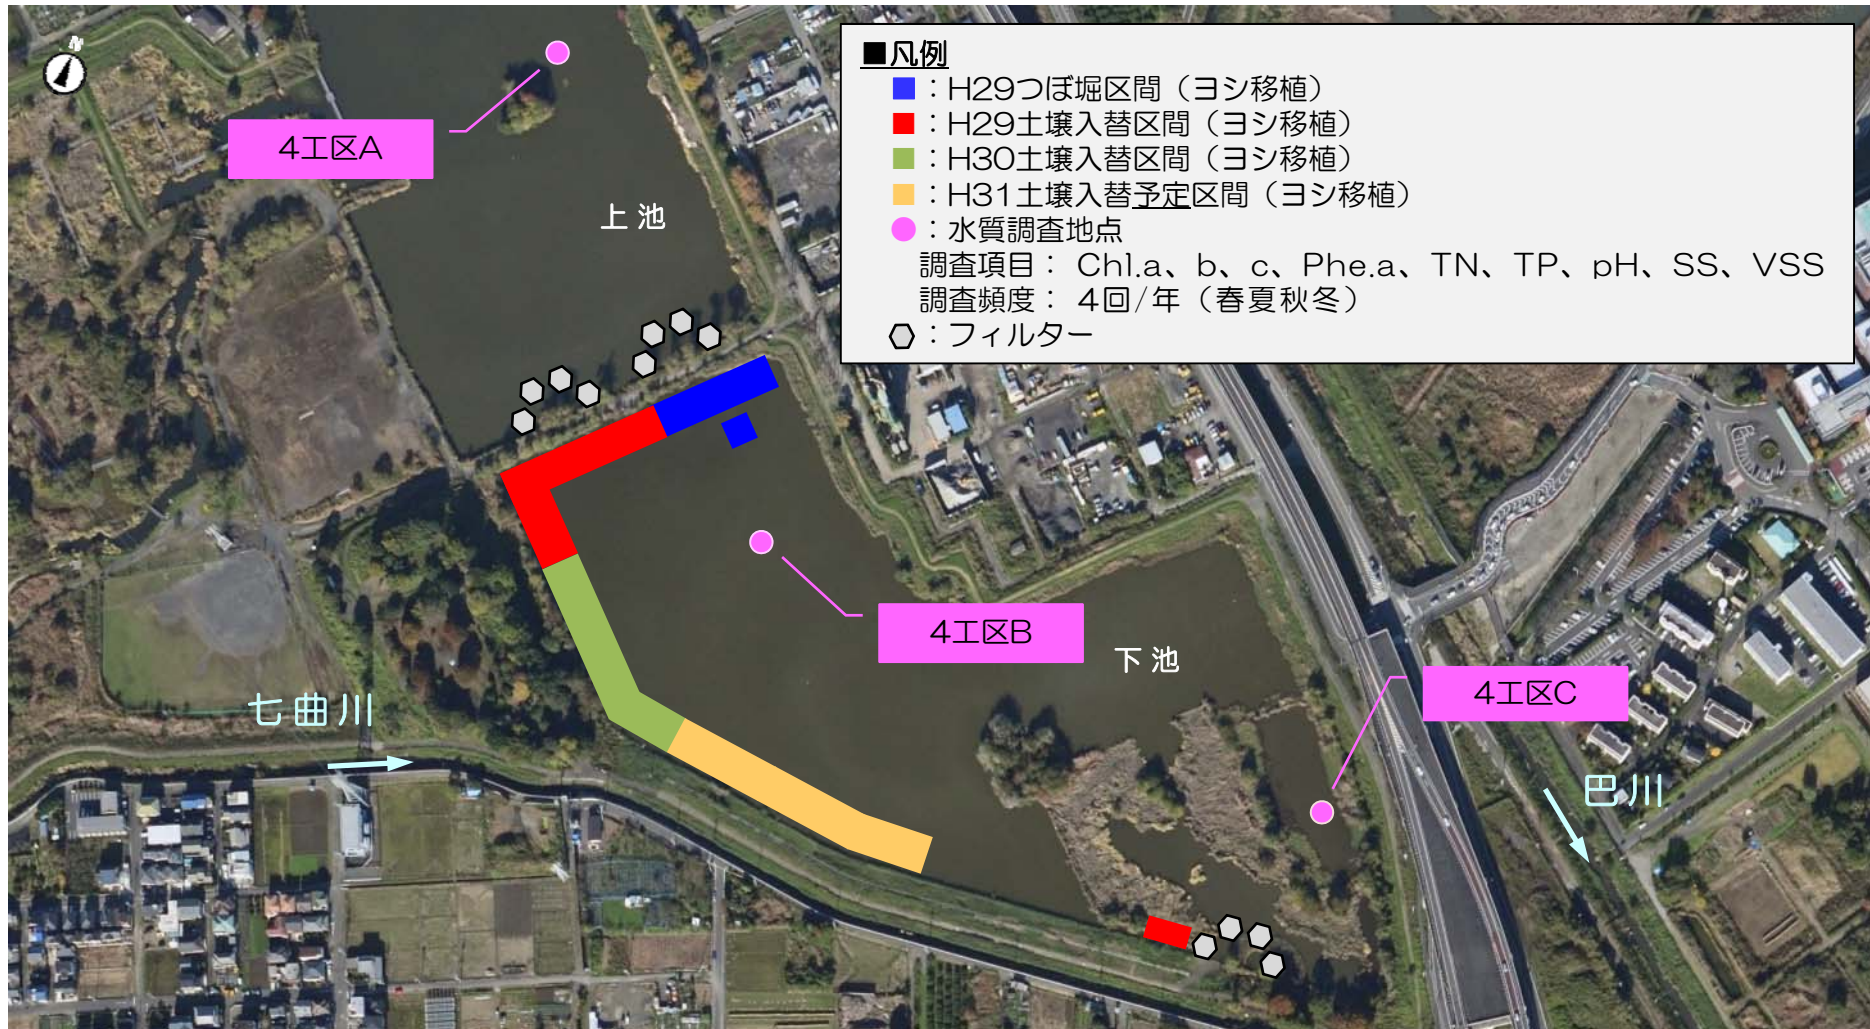 ■凡例
：H29つぼ堀区間（ヨシ移植）
：H29土壌入替区間（ヨシ移植）
：H30土壌入替区間（ヨシ移植）
：H31土壌入替予定区間（ヨシ移植）
：水質調査地点
調査項目： Chl.a、b、c、Phe.a、TN、TP、pH、SS、VSS
調査頻度： 4回/年（春夏秋冬）
：フィルター
N
4工区A
上池
4工区B
下池
4工区C
七曲川
巴川